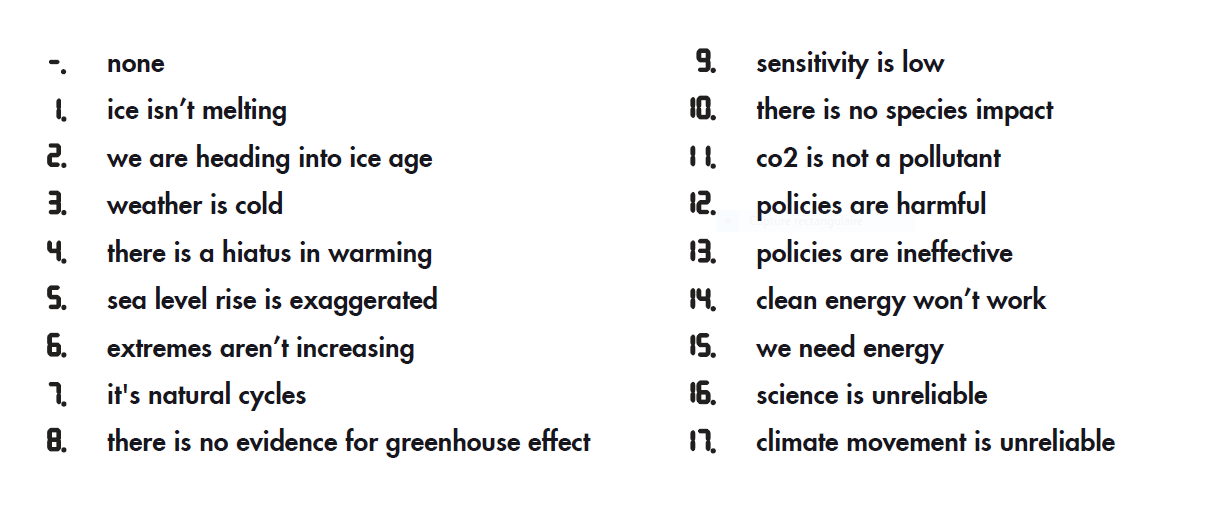 -. none
1. ice isn’t melting
2. we are heading into ice age
3. weather is cold
4. there is a hiatus in warming
5. sea level rise is exaggerated
6. extremes aren’t increasing
7. it's natural cycles
8. there is no evidence for greenhouse effect
9. sensitivity is low
10. there is no species impact
11. co2 is not a pollutant
12. policies are harmful
13. policies are ineffective
14. clean energy won’t work
15. we need energy
16. science is unreliable
17. climate movement is unreliable